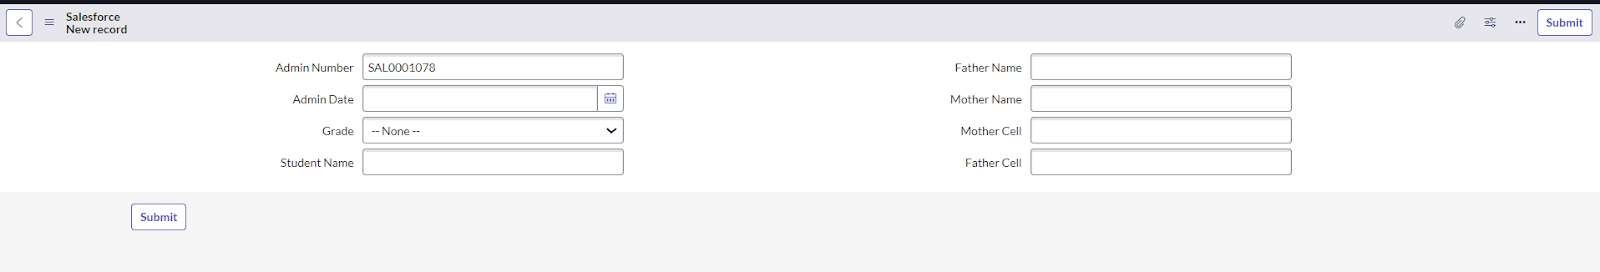 Salesforce
New record
Submit
Admin Number SAL0001078
Admin Date
Grade -- None --
Student Name
Father Name
Mother Name
Mother Cell
Father Cell
Submit